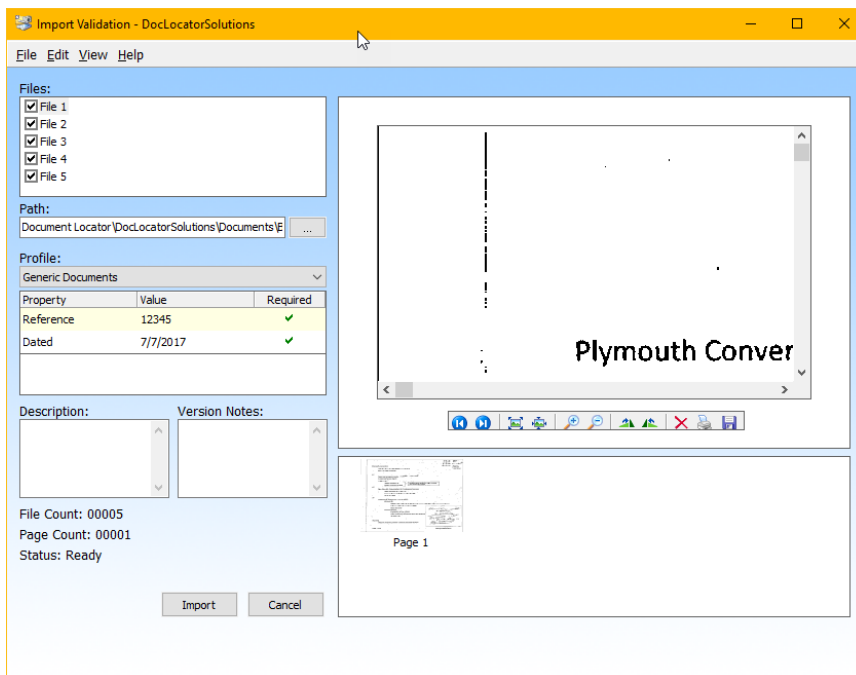 Import Validation - DocLocatorSolutions
File Edit View Help
Files:
File 1
File 2
File 3
File 4
File 5
Path:
Document Locator\DocLocatorSolutions\Documents\E
...
Profile:
Generic Documents
Property Value Required
Reference 12345
Dated 7/7/2017
Description: Version Notes:
File Count: 00005
Page Count: 00001
Status: Ready
Import Cancel
Plymouth Conver
Page 1